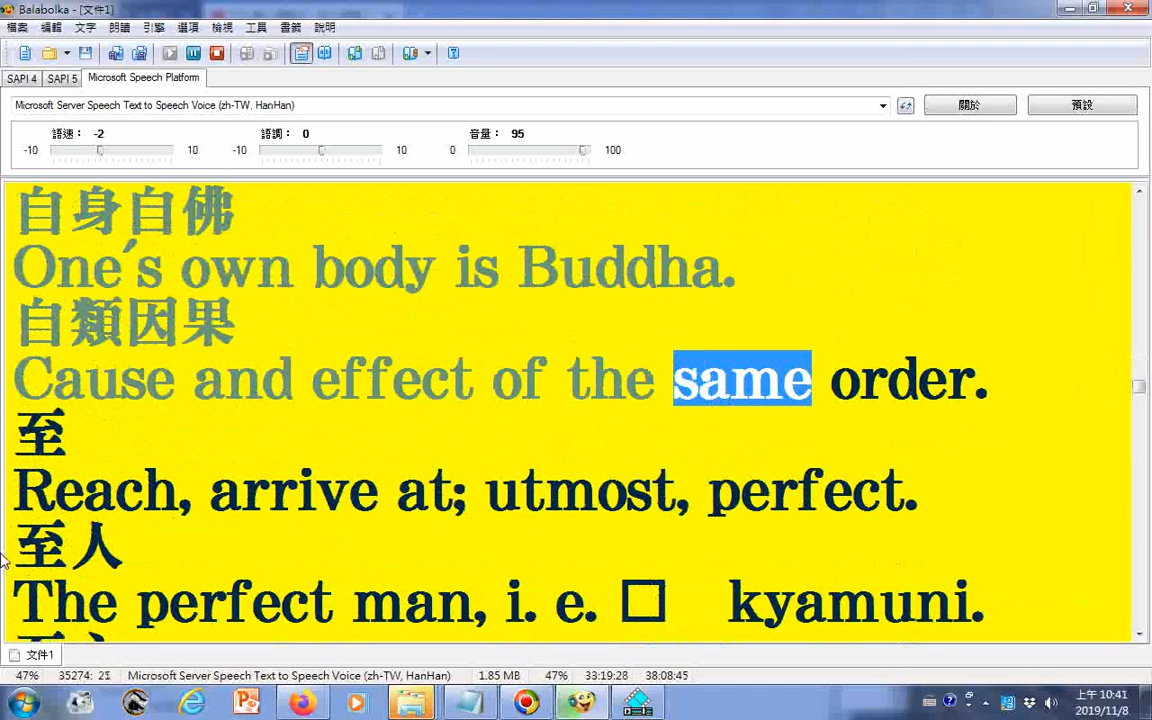 Balabolka - [文件1]
檔案 編輯 文字 朗讀 引擎 選項 檢視 工具 書籤 說明
SAPI 4 SAPI 5 Microsoft Speech Platform
Microsoft Server Speech Text to Speech Voice (zh-TW, HanHan) 關於 預設
語速： -2 語調： 0 音量： 95
-10 10 -10 10 0 100
自身自佛
One's own body is Buddha.
自類因果
Cause and effect of the same order.
至
Reach, arrive at; utmost, perfect.
至人
The perfect man, i. e. □ kyamuni.
文件1
47% 35274: 21 Microsoft Server Speech Text to Speech Voice (zh-TW, HanHan) 1.85 MB 47% 33:19:28 38:08:45
上午 10:41
2019/11/8